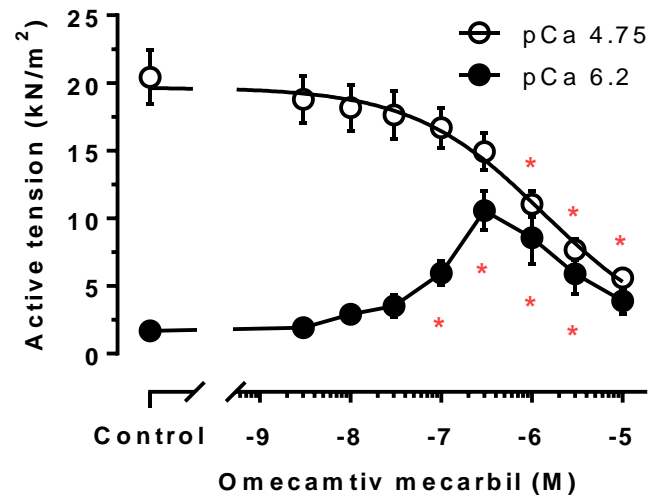 Active tension (kN/m²)
25
20
15
10
5
0
pCa 4.75
pCa 6.2
*
*
*
*
*
*
*
Control -9 -8 -7 -6 -5
Omecamtiv mecarbil (M)